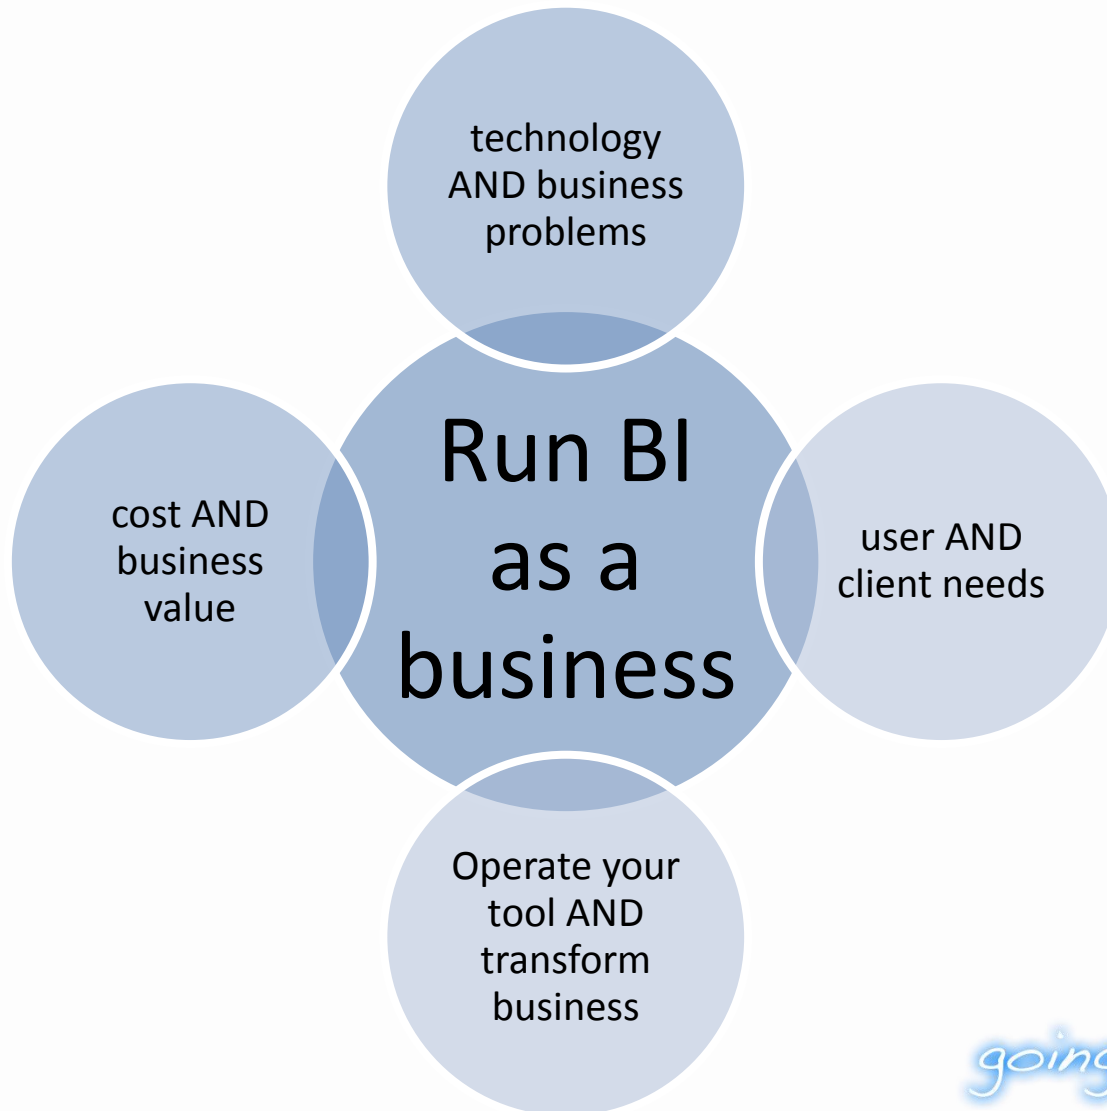 technology
AND business
problems
Run BI
as a
business
cost AND
business
value
user AND
client needs
Operate your
tool AND
transform
business
going